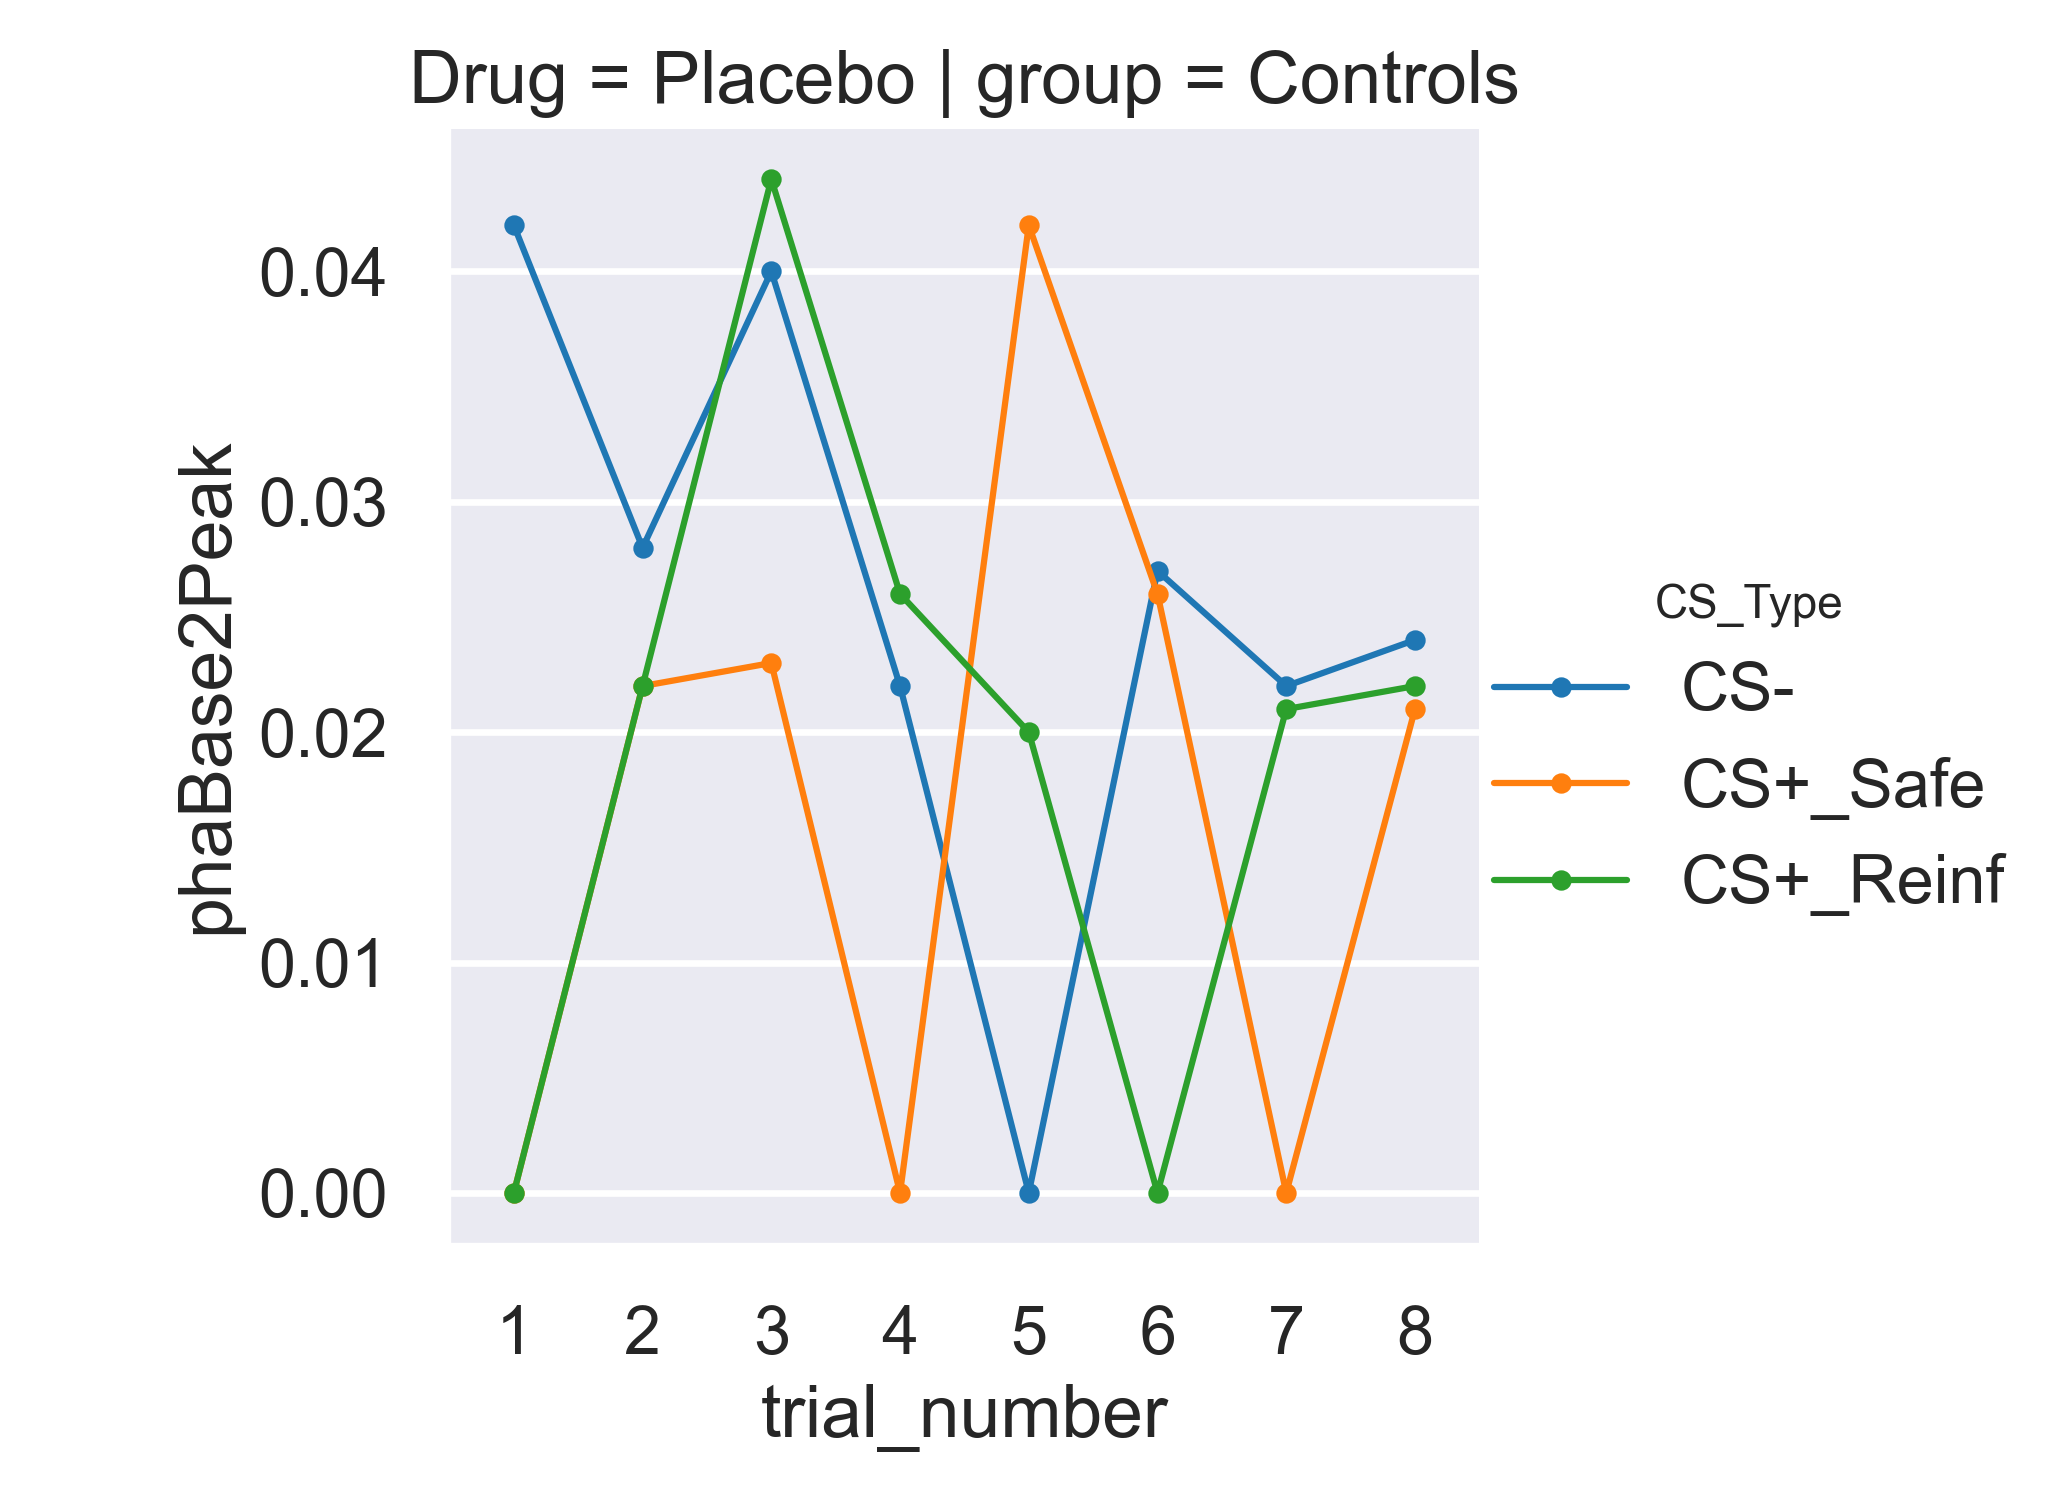 Drug = Placebo | group = Controls
phaBase2Peak
0.04
0.03
0.02
0.01
0.00
1 2 3 4 5 6 7 8
trial_number
CS_Type
CS-
CS+_Safe
CS+_Reinf